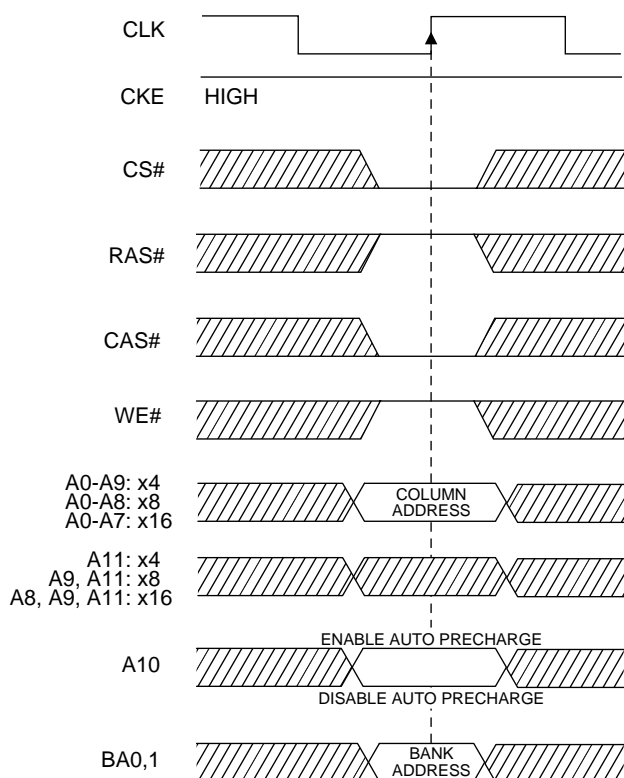 CLK
CKE HIGH
CS#
RAS#
CAS#
WE#
A0-A9: x4
A0-A8: x8
A0-A7: x16
COLUMN
ADDRESS
A11: x4
A9, A11: x8
A8, A9, A11: x16
ENABLE AUTO PRECHARGE
A10
DISABLE AUTO PRECHARGE
BA0,1
BANK
ADDRESS